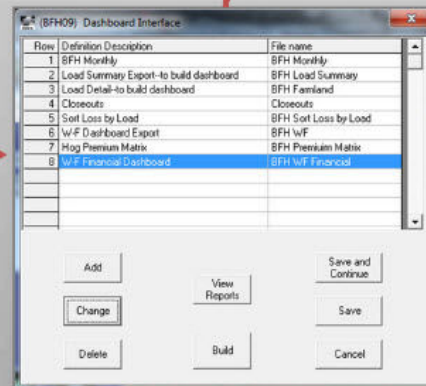 (BFH09) Dashboard Interface
Row Definition Description File name
1 BFH Monthly BFH Monthly
2 Load Summary Export--to build dashboard BFH Load Summary
3 Load Detail--to build dashboard BFH Farmland
4 Closeouts Closeouts
5 Sort Loss by Load BFH Sort Loss by Load
6 W-F Dashboard Export BFH WF
7 Hog Premium Matrix BFH Premiuim Matrix
8 W-F Financial Dashboard BFH WF Financial
Add
View
Reports
Save and
Continue
Change
Save
Delete
Build
Cancel